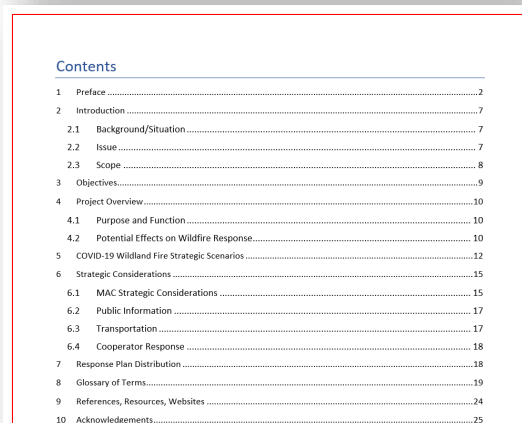 Contents
1 Preface ........ 2
2 Introduction ........ 7
2.1 Background/Situation ........ 7
2.2 Issue ........ 7
2.3 Scope ........ 8
3 Objectives ........ 9
4 Project Overview ........ 10
4.1 Purpose and Function ........ 10
4.2 Potential Effects on Wildfire Response ........ 10
5 COVID-19 Wildland Fire Strategic Scenarios ........ 12
6 Strategic Considerations ........ 15
6.1 MAC Strategic Considerations ........ 15
6.2 Public Information ........ 17
6.3 Transportation ........ 17
6.4 Cooperator Response ........ 18
7 Response Plan Distribution ........ 18
8 Glossary of Terms ........ 19
9 References, Resources, Websites ........ 24
10 Acknowledgements ........ 25